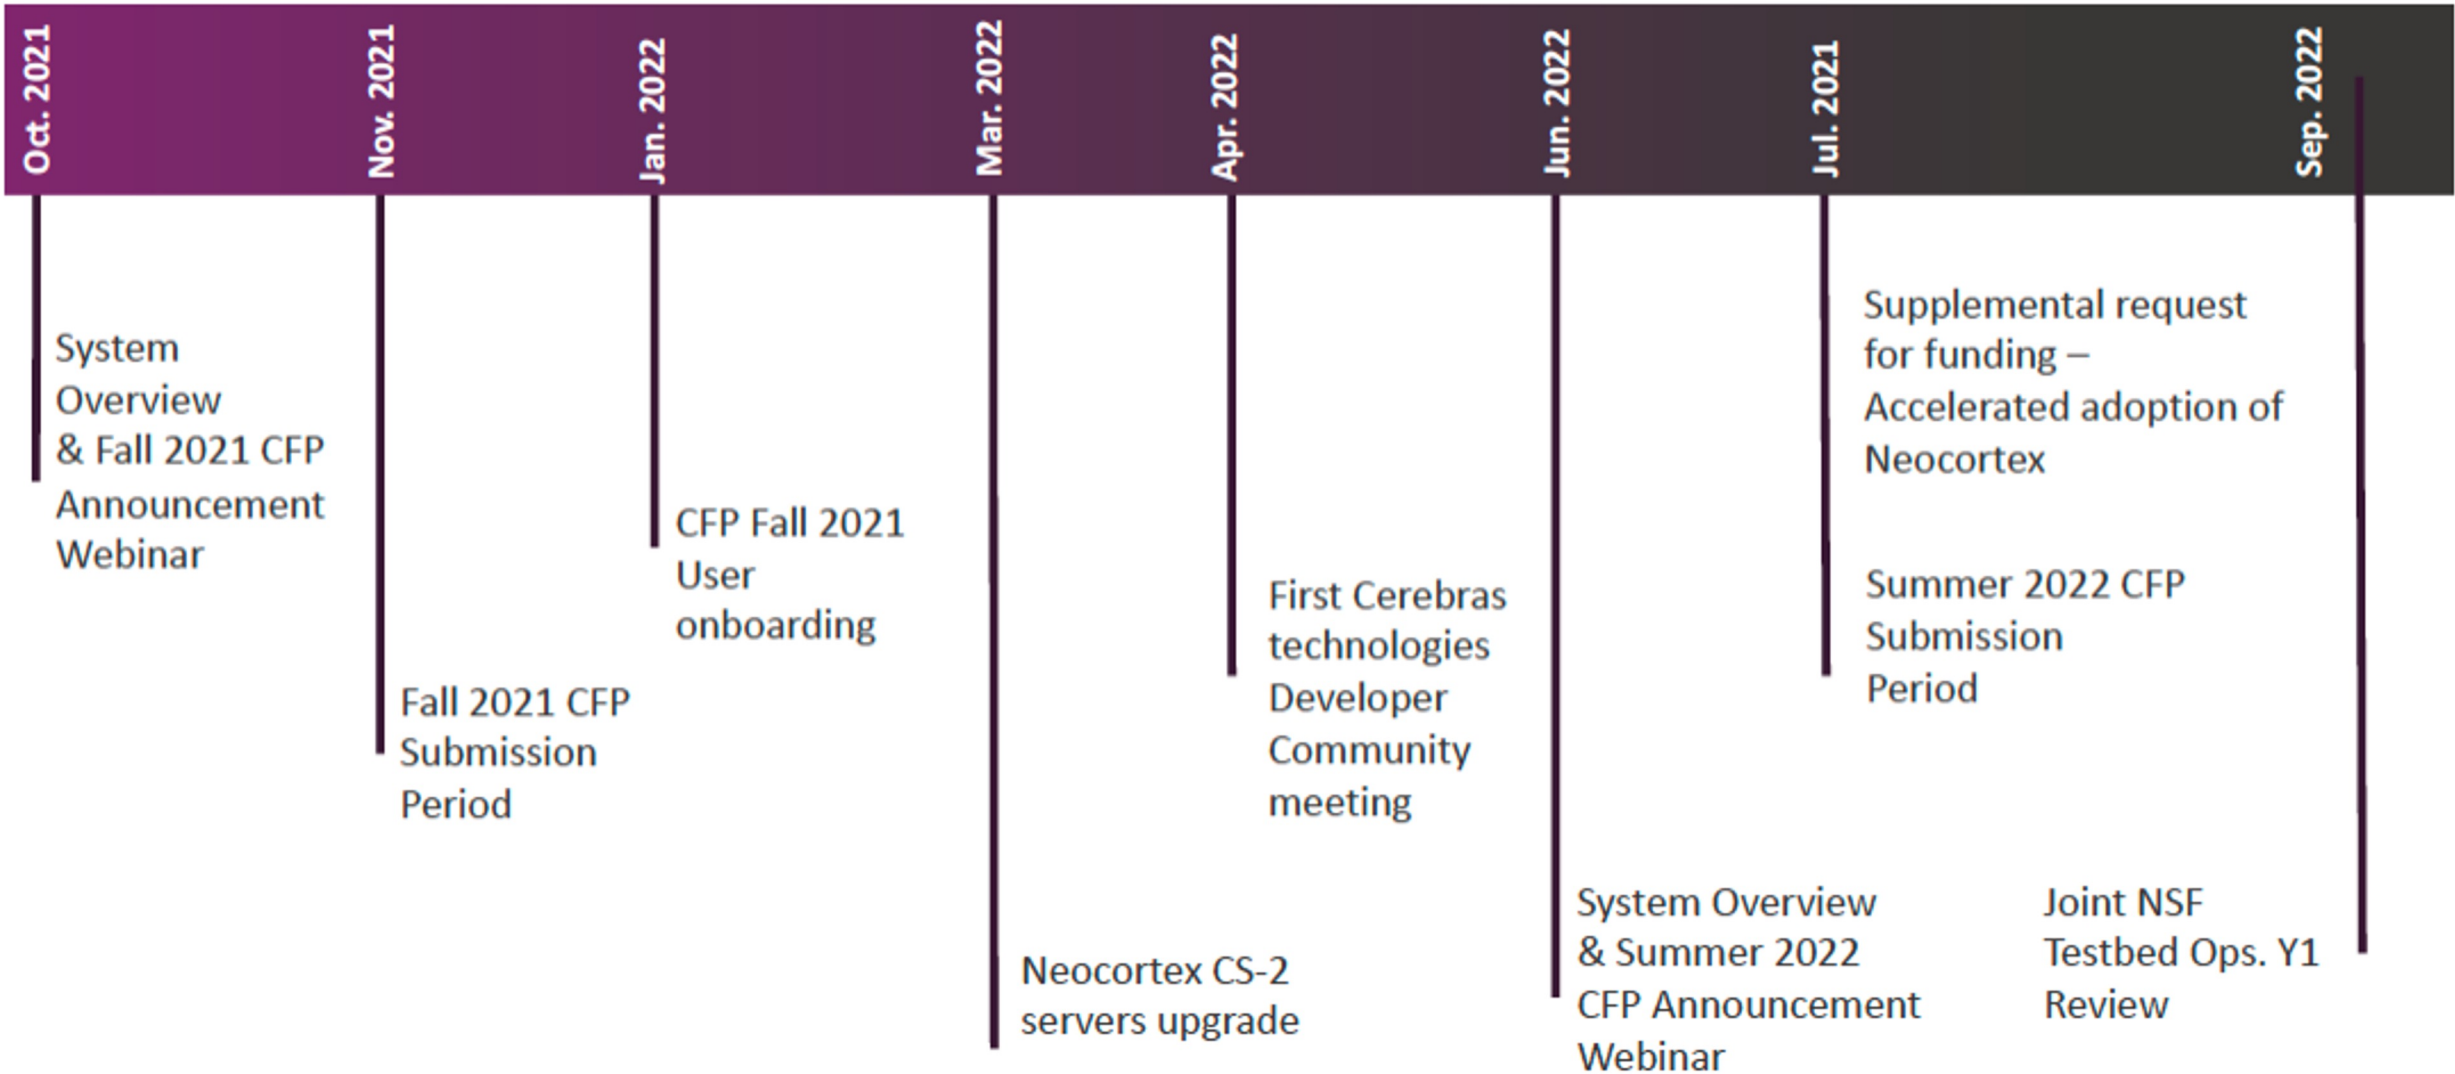 Oct. 2021
Nov. 2021
Jan. 2022
Mar. 2022
Apr. 2022
Jun. 2022
Jul. 2021
Sep. 2022
System
Overview
& Fall 2021 CFP
Announcement
Webinar
Fall 2021 CFP
Submission
Period
CFP Fall 2021
User
onboarding
Neocortex CS-2
servers upgrade
First Cerebras
technologies
Developer
Community
meeting
System Overview
& Summer 2022
CFP Announcement
Webinar
Supplemental request
for funding –
Accelerated adoption of
Neocortex
Summer 2022 CFP
Submission
Period
Joint NSF
Testbed Ops. Y1
Review